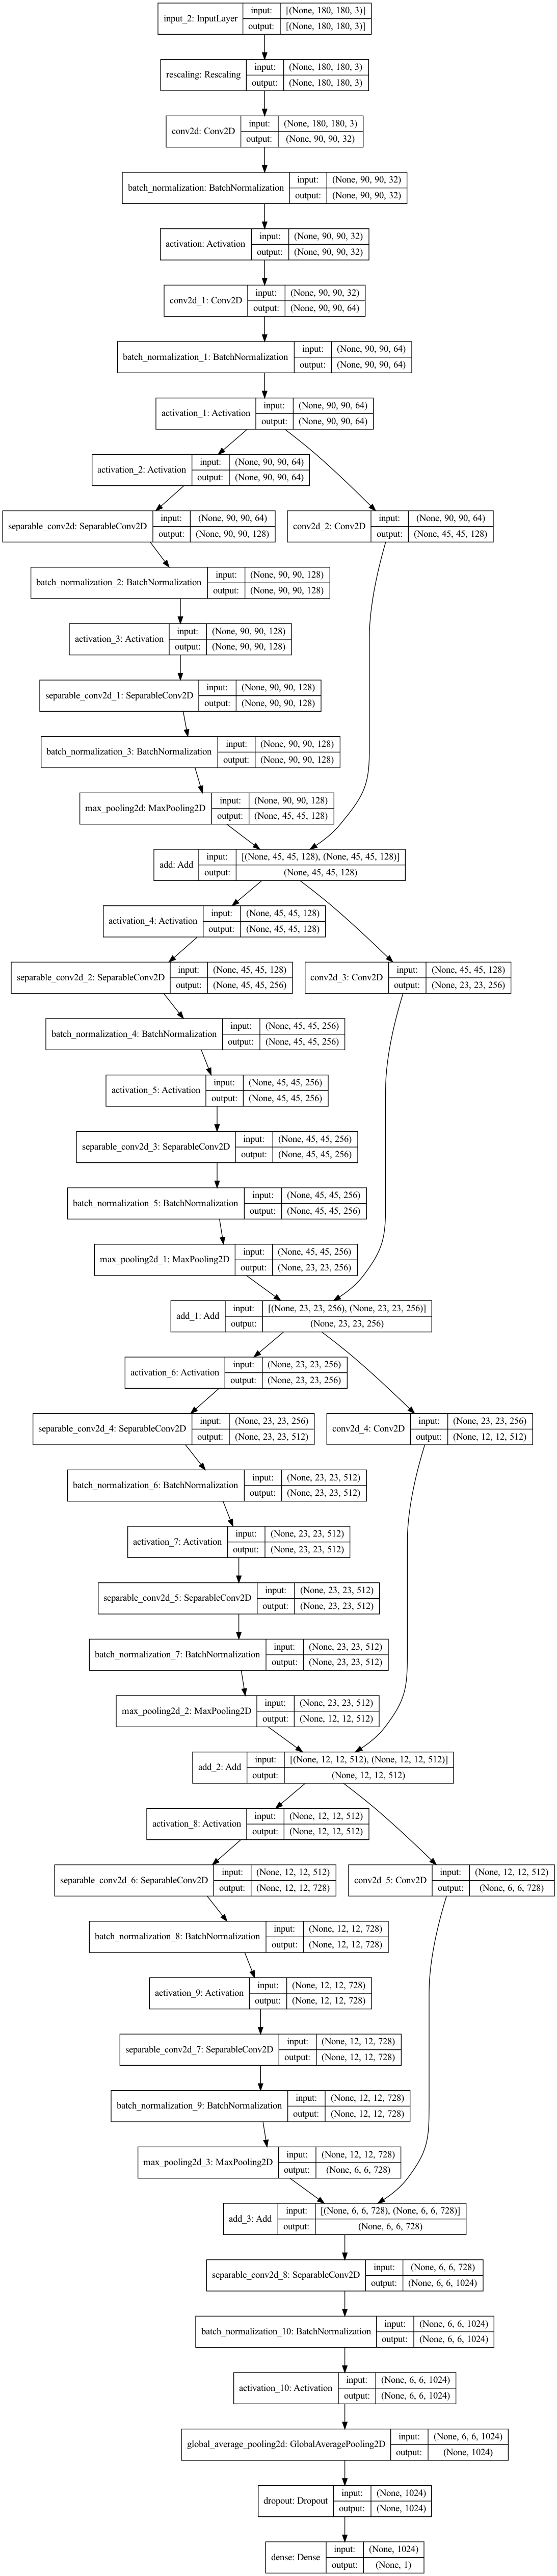 input_2: InputLayer
input: [(None, 180, 180, 3)]
output: [(None, 180, 180, 3)]
rescaling: Rescaling
input: (None, 180, 180, 3)
output: (None, 180, 180, 3)
conv2d: Conv2D
input: (None, 180, 180, 3)
output: (None, 90, 90, 32)
batch_normalization: BatchNormalization
input: (None, 90, 90, 32)
output: (None, 90, 90, 32)
activation: Activation
input: (None, 90, 90, 32)
output: (None, 90, 90, 32)
conv2d_1: Conv2D
input: (None, 90, 90, 32)
output: (None, 90, 90, 64)
batch_normalization_1: BatchNormalization
input: (None, 90, 90, 64)
output: (None, 90, 90, 64)
activation_1: Activation
input: (None, 90, 90, 64)
output: (None, 90, 90, 64)
activation_2: Activation
input: (None, 90, 90, 64)
output: (None, 90, 90, 64)
separable_conv2d: SeparableConv2D
input: (None, 90, 90, 64)
output: (None, 90, 90, 128)
conv2d_2: Conv2D
input: (None, 90, 90, 64)
output: (None, 45, 45, 128)
batch_normalization_2: BatchNormalization
input: (None, 90, 90, 128)
output: (None, 90, 90, 128)
activation_3: Activation
input: (None, 90, 90, 128)
output: (None, 90, 90, 128)
separable_conv2d_1: SeparableConv2D
input: (None, 90, 90, 128)
output: (None, 90, 90, 128)
batch_normalization_3: BatchNormalization
input: (None, 90, 90, 128)
output: (None, 90, 90, 128)
max_pooling2d: MaxPooling2D
input: (None, 90, 90, 128)
output: (None, 45, 45, 128)
add: Add
input: [(None, 45, 45, 128), (None, 45, 45, 128)]
output: (None, 45, 45, 128)
activation_4: Activation
input: (None, 45, 45, 128)
output: (None, 45, 45, 128)
separable_conv2d_2: SeparableConv2D
input: (None, 45, 45, 128)
output: (None, 45, 45, 256)
conv2d_3: Conv2D
input: (None, 45, 45, 128)
output: (None, 23, 23, 256)
batch_normalization_4: BatchNormalization
input: (None, 45, 45, 256)
output: (None, 45, 45, 256)
activation_5: Activation
input: (None, 45, 45, 256)
output: (None, 45, 45, 256)
separable_conv2d_3: SeparableConv2D
input: (None, 45, 45, 256)
output: (None, 45, 45, 256)
batch_normalization_5: BatchNormalization
input: (None, 45, 45, 256)
output: (None, 45, 45, 256)
max_pooling2d_1: MaxPooling2D
input: (None, 45, 45, 256)
output: (None, 23, 23, 256)
add_1: Add
input: [(None, 23, 23, 256), (None, 23, 23, 256)]
output: (None, 23, 23, 256)
activation_6: Activation
input: (None, 23, 23, 256)
output: (None, 23, 23, 256)
separable_conv2d_4: SeparableConv2D
input: (None, 23, 23, 256)
output: (None, 23, 23, 512)
conv2d_4: Conv2D
input: (None, 23, 23, 256)
output: (None, 12, 12, 512)
batch_normalization_6: BatchNormalization
input: (None, 23, 23, 512)
output: (None, 23, 23, 512)
activation_7: Activation
input: (None, 23, 23, 512)
output: (None, 23, 23, 512)
separable_conv2d_5: SeparableConv2D
input: (None, 23, 23, 512)
output: (None, 23, 23, 512)
batch_normalization_7: BatchNormalization
input: (None, 23, 23, 512)
output: (None, 23, 23, 512)
max_pooling2d_2: MaxPooling2D
input: (None, 23, 23, 512)
output: (None, 12, 12, 512)
add_2: Add
input: [(None, 12, 12, 512), (None, 12, 12, 512)]
output: (None, 12, 12, 512)
activation_8: Activation
input: (None, 12, 12, 512)
output: (None, 12, 12, 512)
separable_conv2d_6: SeparableConv2D
input: (None, 12, 12, 512)
output: (None, 12, 12, 728)
conv2d_5: Conv2D
input: (None, 12, 12, 512)
output: (None, 6, 6, 728)
batch_normalization_8: BatchNormalization
input: (None, 12, 12, 728)
output: (None, 12, 12, 728)
activation_9: Activation
input: (None, 12, 12, 728)
output: (None, 12, 12, 728)
separable_conv2d_7: SeparableConv2D
input: (None, 12, 12, 728)
output: (None, 12, 12, 728)
batch_normalization_9: BatchNormalization
input: (None, 12, 12, 728)
output: (None, 12, 12, 728)
max_pooling2d_3: MaxPooling2D
input: (None, 12, 12, 728)
output: (None, 6, 6, 728)
add_3: Add
input: [(None, 6, 6, 728), (None, 6, 6, 728)]
output: (None, 6, 6, 728)
separable_conv2d_8: SeparableConv2D
input: (None, 6, 6, 728)
output: (None, 6, 6, 1024)
batch_normalization_10: BatchNormalization
input: (None, 6, 6, 1024)
output: (None, 6, 6, 1024)
activation_10: Activation
input: (None, 6, 6, 1024)
output: (None, 6, 6, 1024)
global_average_pooling2d: GlobalAveragePooling2D
input: (None, 6, 6, 1024)
output: (None, 1024)
dropout: Dropout
input: (None, 1024)
output: (None, 1024)
dense: Dense
input: (None, 1024)
output: (None, 1)